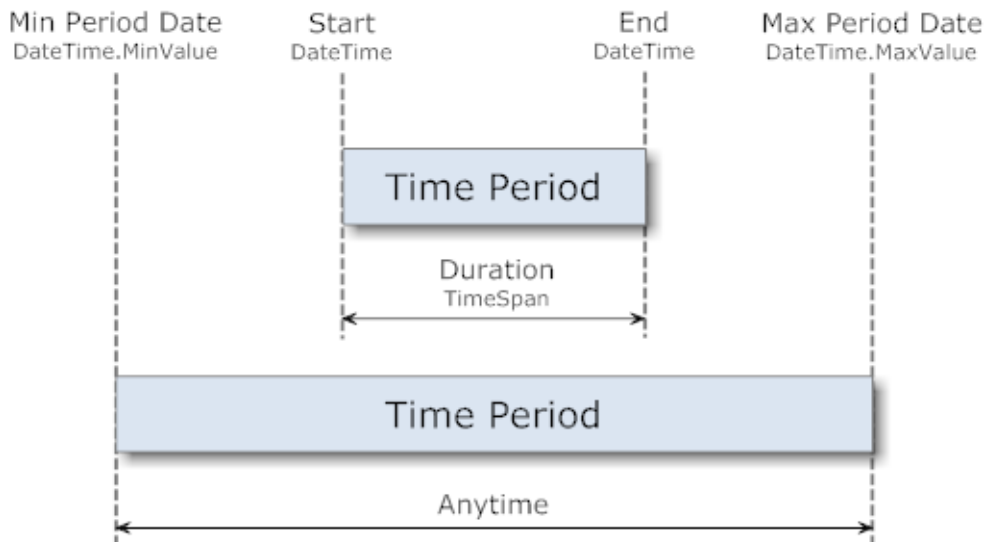 Min Period Date
DateTime.MinValue
Start
DateTime
End
DateTime
Max Period Date
DateTime.MaxValue
Time Period
Duration
TimeSpan
Time Period
Anytime